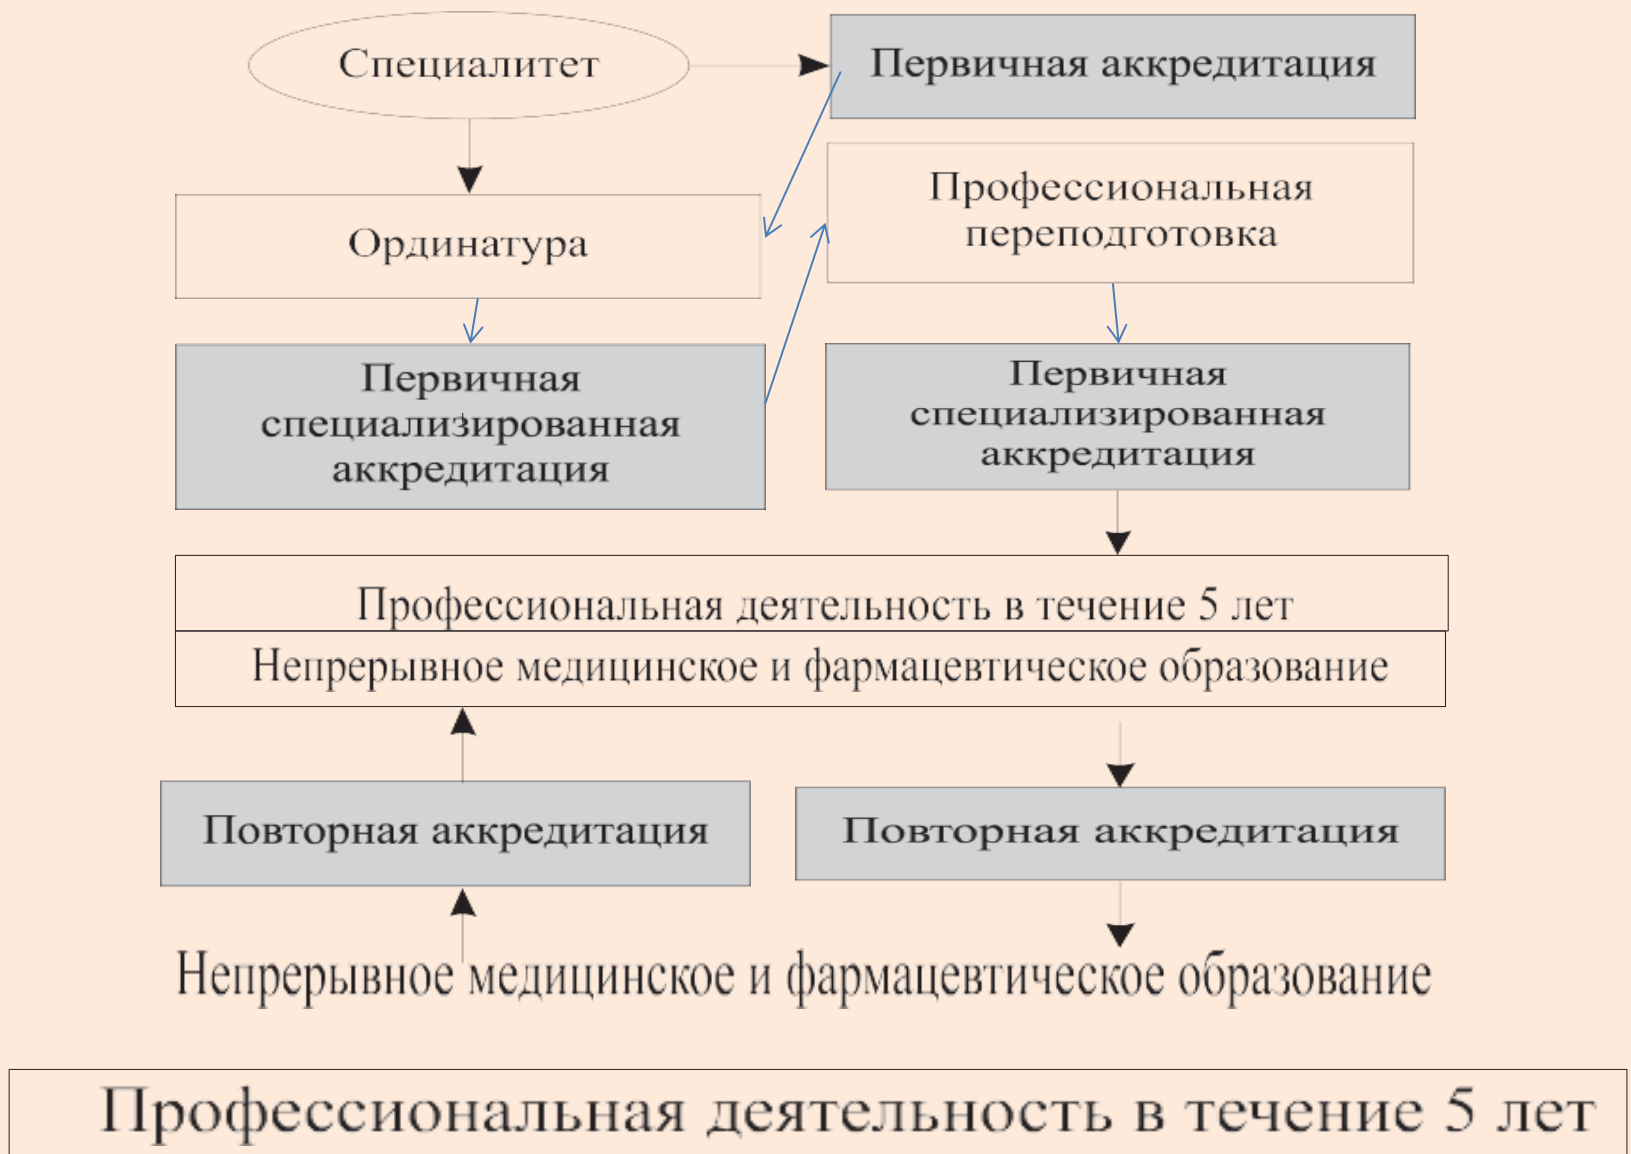 Специалитет
Первичная аккредитация
Профессиональная
переподготовка
Ординатура
Первичная
специализированная
аккредитация
Первичная
специализированная
аккредитация
Профессиональная деятельность в течение 5 лет
Непрерывное медицинское и фармацевтическое образование
Повторная аккредитация
Повторная аккредитация
Непрерывное медицинское и фармацевтическое образование
Профессиональная деятельность в течение 5 лет